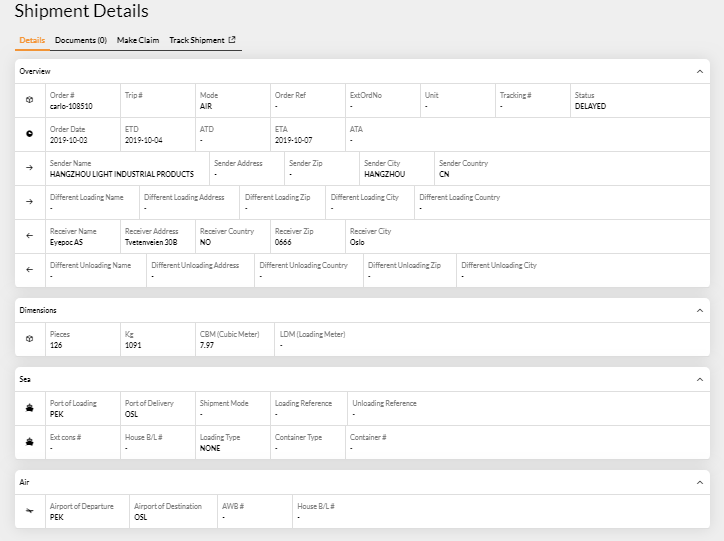 Shipment Details
Details Documents (0) Make Claim Track Shipment
Overview
Order # Trip # Mode Order Ref ExtOrdNo Unit Tracking # Status
carlo-108510 AIR - - - - DELAYED
Order Date ETD ATD ETA ATA
2019-10-03 2019-10-04 - 2019-10-07 -
Sender Name Sender Address Sender Zip Sender City Sender Country
HANGZHOU LIGHT INDUSTRIAL PRODUCTS - - HANGZHOU CN
Different Loading Name Different Loading Address Different Loading Zip Different Loading City Different Loading Country
- - - - -
Receiver Name Receiver Address Receiver Country Receiver Zip Receiver City
Eyepoc AS Tvetenveien 30B NO 0666 Oslo
Different Unloading Name Different Unloading Address Different Unloading Country Different Unloading Zip Different Unloading City
- - - - -
Dimensions
Pieces Kg CBM (Cubic Meter) LDM (Loading Meter)
126 1091 7.97 -
Sea
Port of Loading Port of Delivery Shipment Mode Loading Reference Unloading Reference
PEK OSL - - -
Ext cons # House B/L # Loading Type Container Type Container #
- - NONE - -
Air
Airport of Departure Airport of Destination AWB # House B/L #
PEK OSL - -